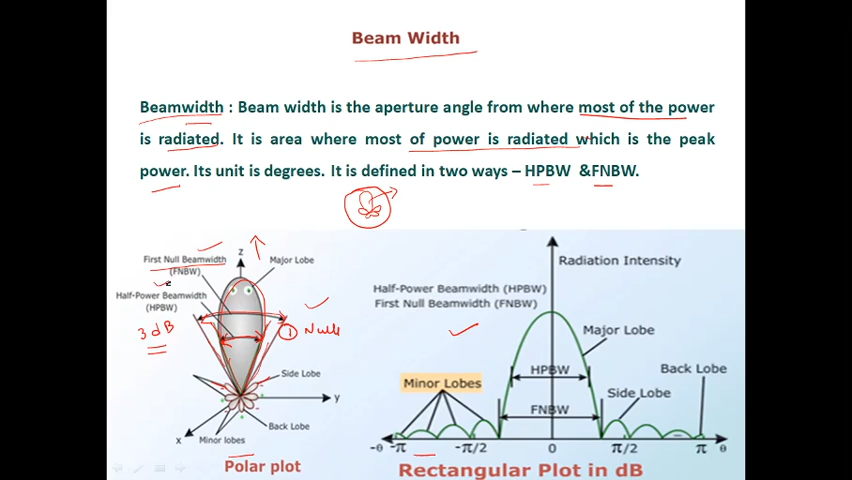 Beam Width
Beamwidth : Beam width is the aperture angle from where most of the power
is radiated. It is area where most of power is radiated which is the peak
power. Its unit is degrees. It is defined in two ways – HPBW &FNBW.
First Null Beamwidth
(FNBW)
Half-Power Beamwidth
(HPBW)
3 dB
z
Major Lobe
① Nulls
Side Lobe
y
Back Lobe
x
Minor lobes
Polar plot
Radiation Intensity
Half-Power Beamwidth (HPBW)
First Null Beamwidth (FNBW)
Major Lobe
HPBW
Back Lobe
Minor Lobes
Side Lobe
FNBW
-θ -π -π/2 0 π/2 π θ
Rectangular Plot in dB